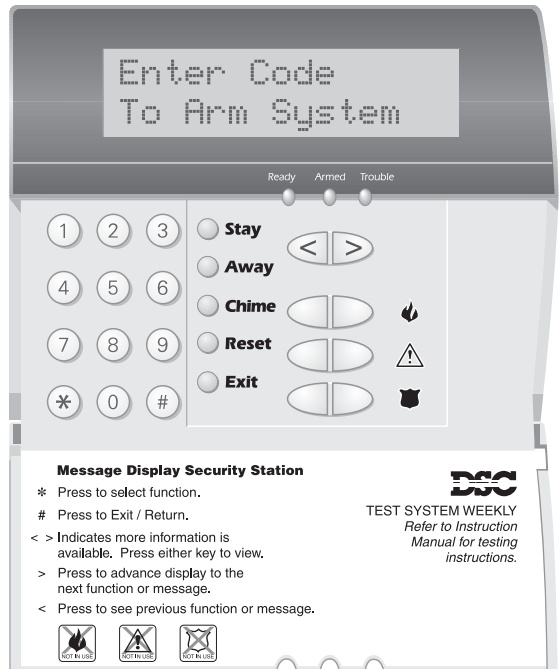 Enter Code
To Arm System
Ready Armed Trouble
1 2 3
Stay
< >
Away
4 5 6
Chime
7 8 9
Reset
Exit
* 0 #
Message Display Security Station
* Press to select function.
# Press to Exit / Return.
< > Indicates more information is
available. Press either key to view.
> Press to advance display to the
next function or message.
< Press to see previous function or message.
NOT IN USE NOT IN USE NOT IN USE
DSC
TEST SYSTEM WEEKLY
Refer to Instruction
Manual for testing
instructions.